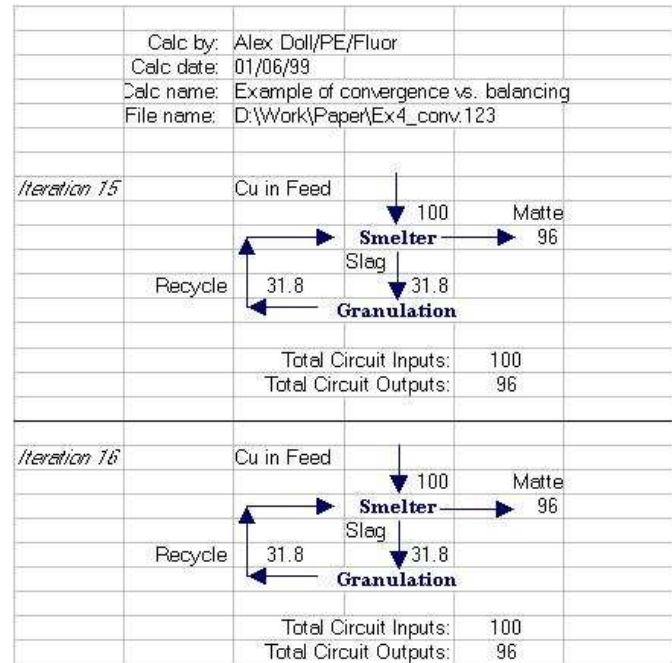 Calc by: Alex Doll/PE/Fluor
Calc date: 01/06/99
Calc name: Example of convergence vs. balancing
File name: D:\Work\Paper\Ex4_conv.123
Iteration 15 Cu in Feed
100 Matte
Smelter 96
Slag
Recycle 31.8 31.8
Granulation
Total Circuit Inputs: 100
Total Circuit Outputs: 96
Iteration 16 Cu in Feed
100 Matte
Smelter 96
Slag
Recycle 31.8 31.8
Granulation
Total Circuit Inputs: 100
Total Circuit Outputs: 96